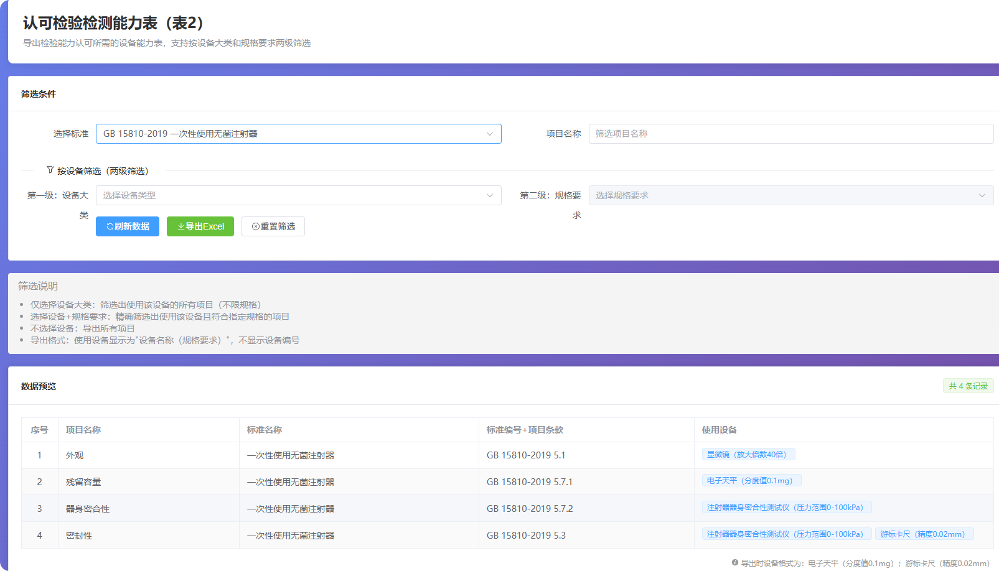 认可检验检测能力表（表2）
导出检验能力认可所需的设备能力表，支持按设备大类和规格要求两级筛选
筛选条件
选择标准 GB 15810-2019 一次性使用无菌注射器 项目名称 筛选项目名称
按设备筛选（两级筛选）
第一级：设备大类 选择设备类型 第二级：规格要求 选择规格要求
刷新数据 导出Excel 重置筛选
筛选说明
• 仅选择设备大类：筛选出使用该设备的所有项目（不限规格）
• 选择设备+规格要求：精确筛选出使用该设备且符合指定规格的项目
• 不选择设备：导出所有项目
• 导出格式：使用设备显示为"设备名称（规格要求）"，不显示设备编号
数据预览 共 4 条记录
序号 项目名称 标准名称 标准编号+项目条款 使用设备
1 外观 一次性使用无菌注射器 GB 15810-2019 5.1 显微镜（放大倍数40倍）
2 残留容量 一次性使用无菌注射器 GB 15810-2019 5.7.1 电子天平（分度值0.1mg）
3 器身密合性 一次性使用无菌注射器 GB 15810-2019 5.7.2 注射器器身密合性测试仪（压力范围0-100kPa）
4 密封性 一次性使用无菌注射器 GB 15810-2019 5.3 注射器器身密合性测试仪（压力范围0-100kPa） 游标卡尺（精度0.02mm）
导出时设备格式为：电子天平（分度值0.1mg）；游标卡尺（精度0.02mm）